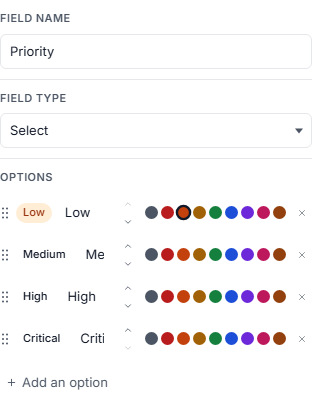 FIELD NAME
Priority
FIELD TYPE
Select
OPTIONS
Low Low
Medium Me
High High
Critical Criti
+ Add an option